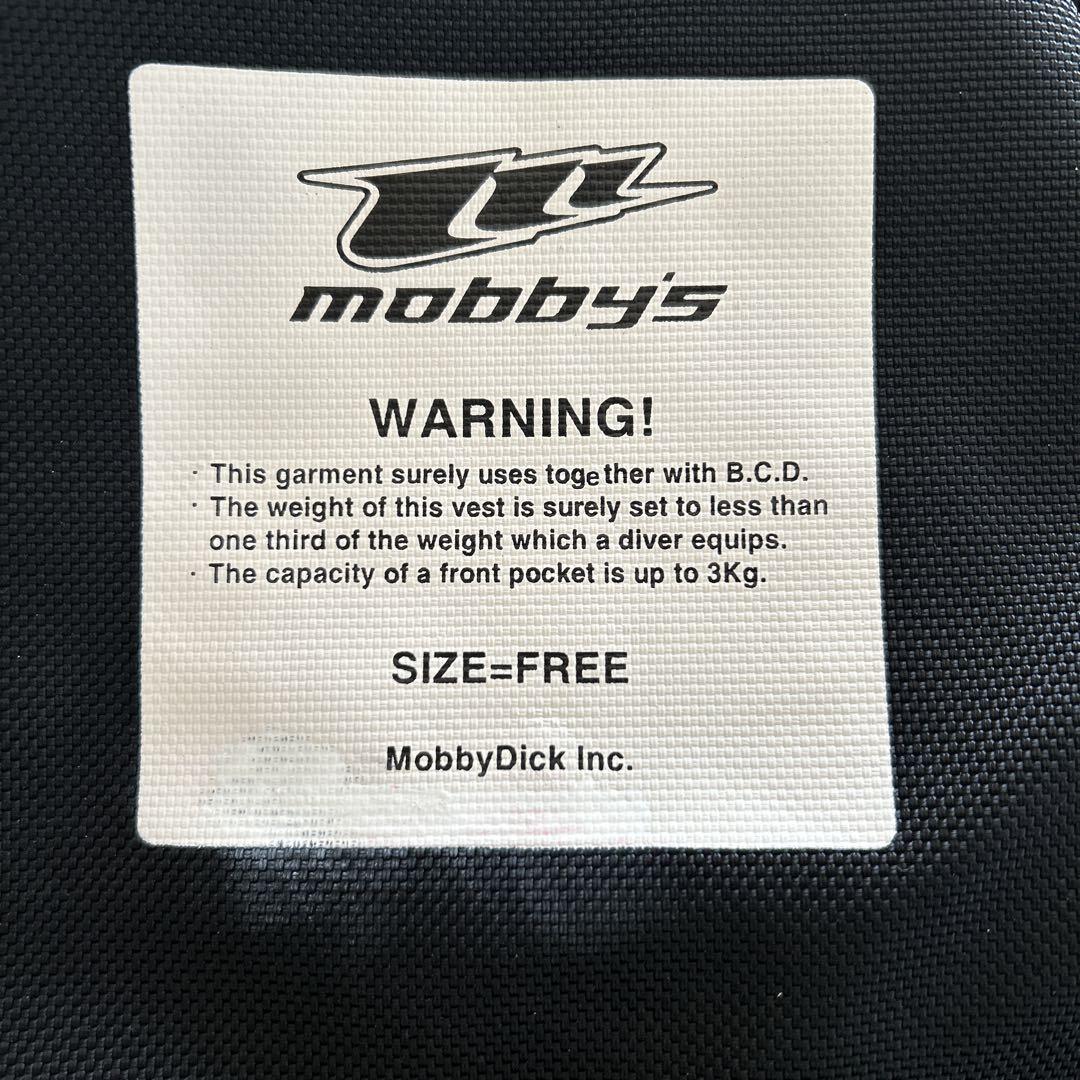 mobby's
WARNING!
· This garment surely uses together with B.C.D.
· The weight of this vest is surely set to less than
one third of the weight which a diver equips.
· The capacity of a front pocket is up to 3Kg.
SIZE=FREE
MobbyDick Inc.